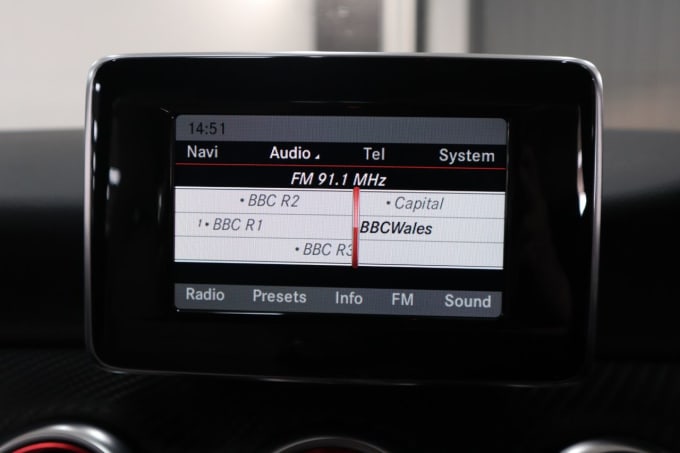 14:51
Navi Audio Tel System
FM 91.1 MHz
• BBC R2 • Capital
1 • BBC R1 BBCWales
• BBC R3
Radio Presets Info FM Sound